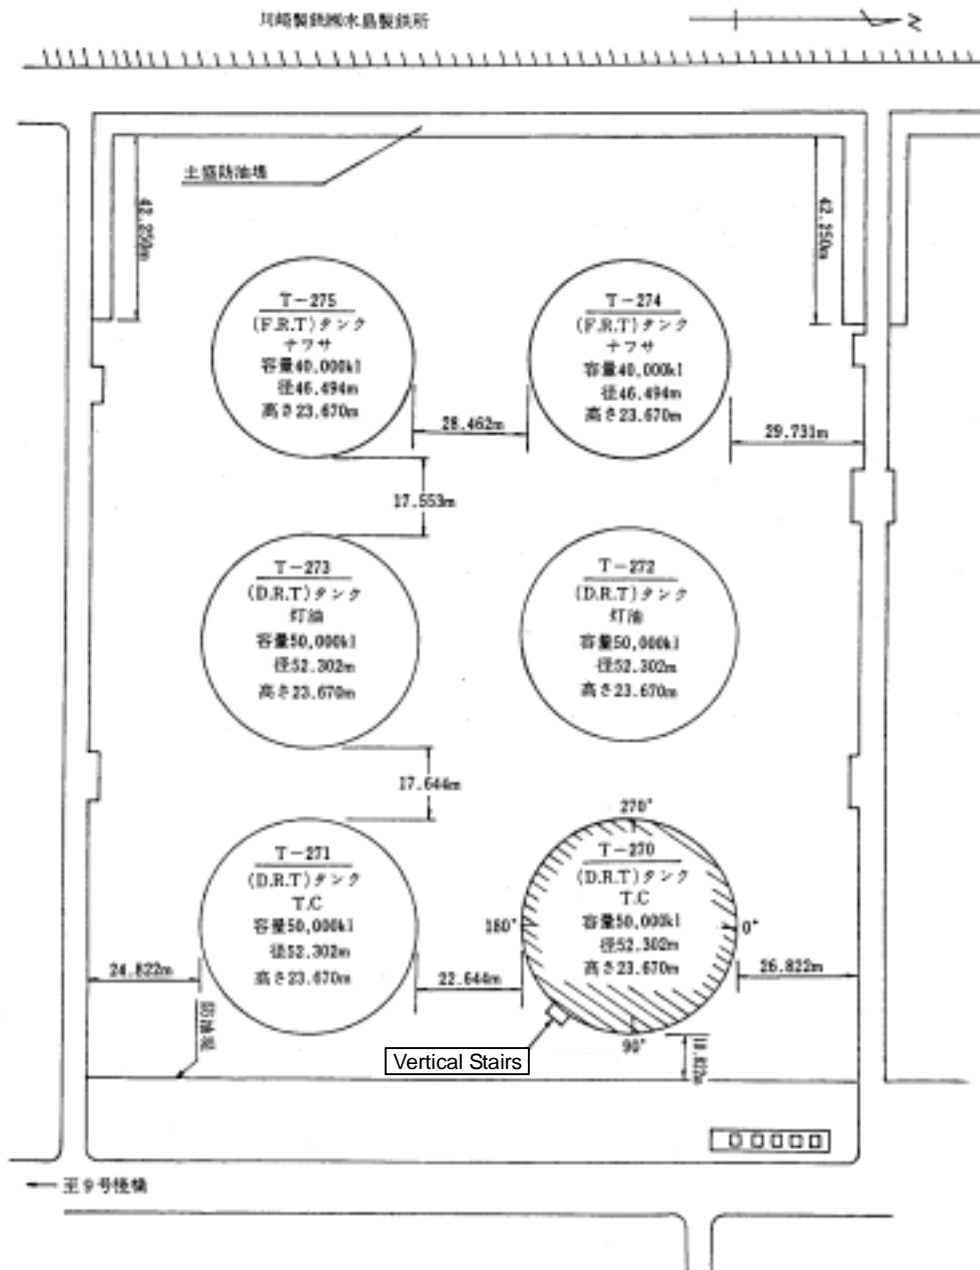 川崎製鉄㈱水島製鉄所
N
土盛防油堤
42.250m
42.250m
T-275
(F.R.T)タンク
ナフサ
容量40,000kl
径46.494m
高さ23.670m
T-274
(F.R.T)タンク
ナフサ
容量40,000kl
径46.494m
高さ23.670m
28.462m
29.731m
17.553m
T-273
(D.R.T)タンク
灯油
容量50,000kl
径52.302m
高さ23.670m
T-272
(D.R.T)タンク
灯油
容量50,000kl
径52.302m
高さ23.670m
17.644m
270°
T-271
(D.R.T)タンク
T.C
容量50,000kl
径52.302m
高さ23.670m
T-270
(D.R.T)タンク
T.C
容量50,000kl
径52.302m
高さ23.670m
180°
0°
24.822m
22.644m
26.822m
防油堤
90°
Vertical Stairs
至9号後橋